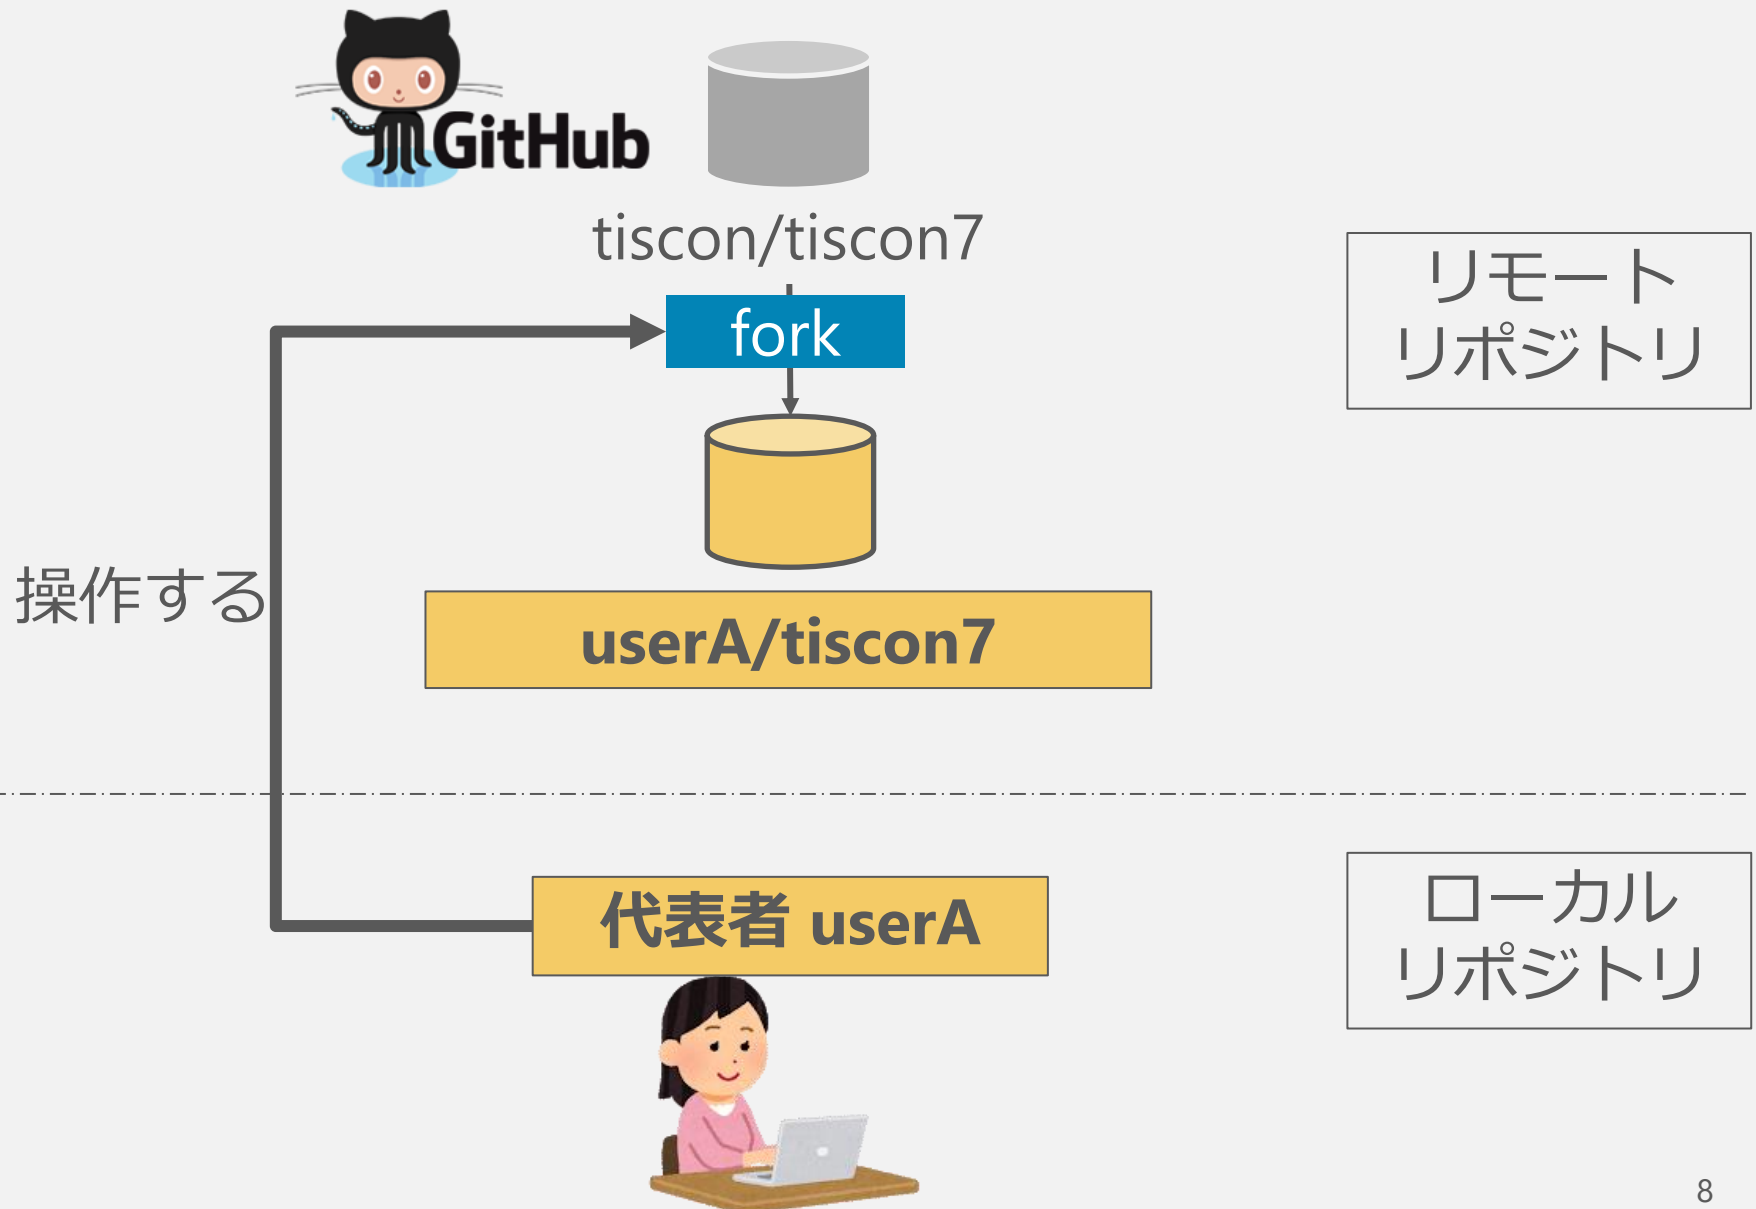 GitHub
tiscon/tiscon7
リモート
リポジトリ
fork
操作する
userA/tiscon7
代表者 userA
ローカル
リポジトリ
8